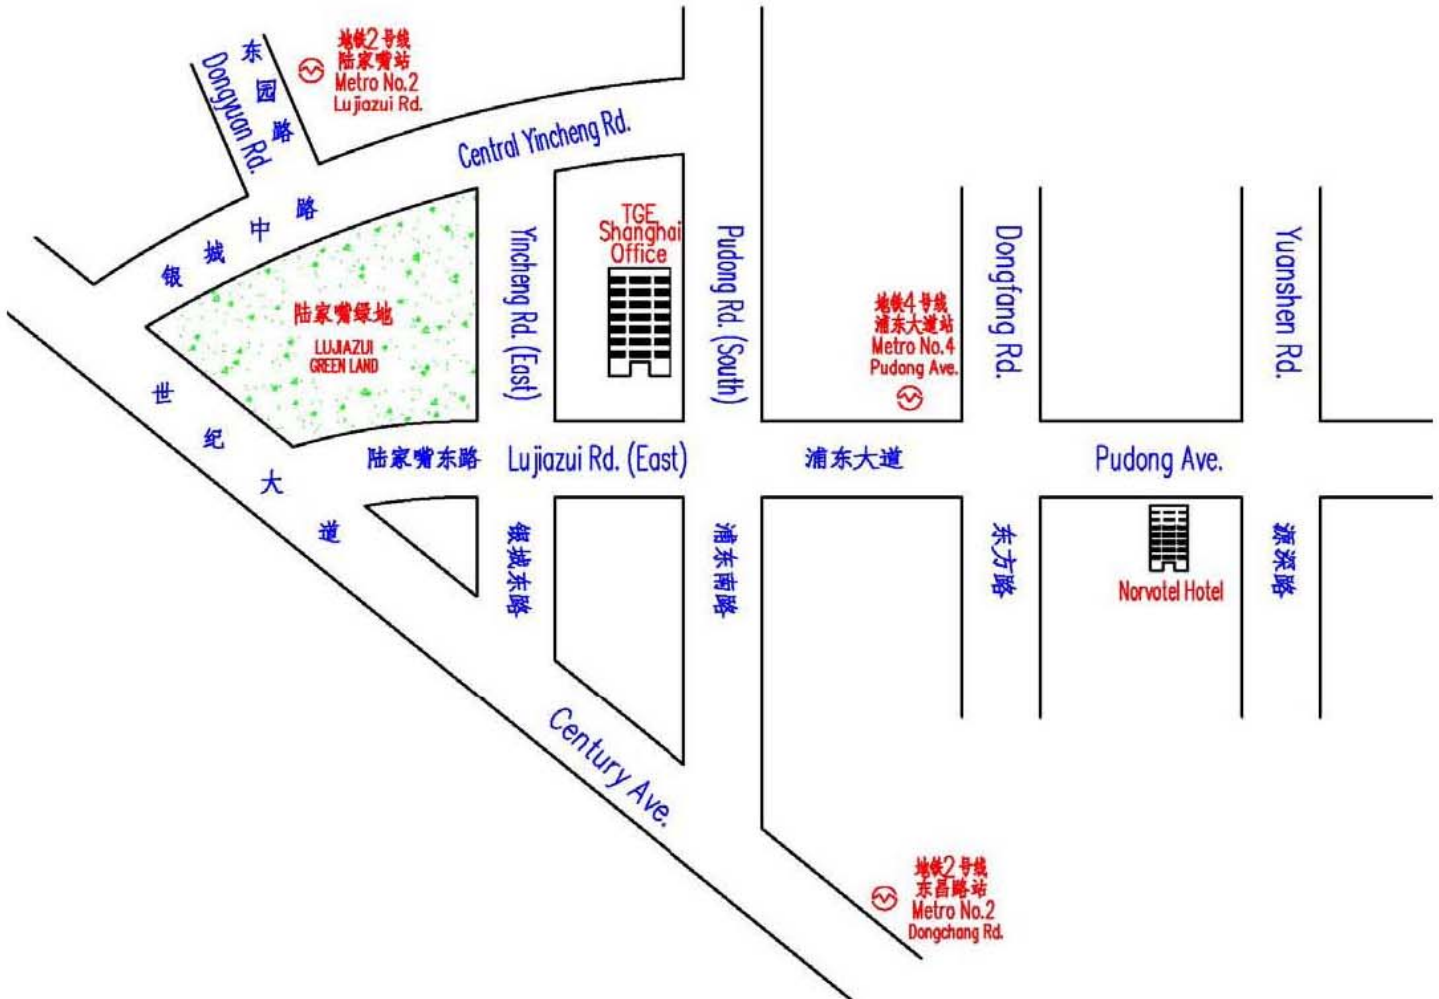 东园路
Dongyuan Rd.
地铁2号线
陆家嘴站
Metro No.2
Lujiazui Rd.
Central Yincheng Rd.
银城中路
TGE
Shanghai
Office
Yincheng Rd. (East)
Pudong Rd. (South)
Dongfang Rd.
Yuanshen Rd.
陆家嘴绿地
LUJIAZUI
GREEN LAND
地铁4号线
浦东大道站
Metro No.4
Pudong Ave.
世纪大道
陆家嘴东路
Lujiazui Rd. (East)
浦东大道
Pudong Ave.
银城东路
浦东南路
东方路
源深路
Norvotel Hotel
Century Ave.
地铁2号线
东昌路站
Metro No.2
Dongchang Rd.